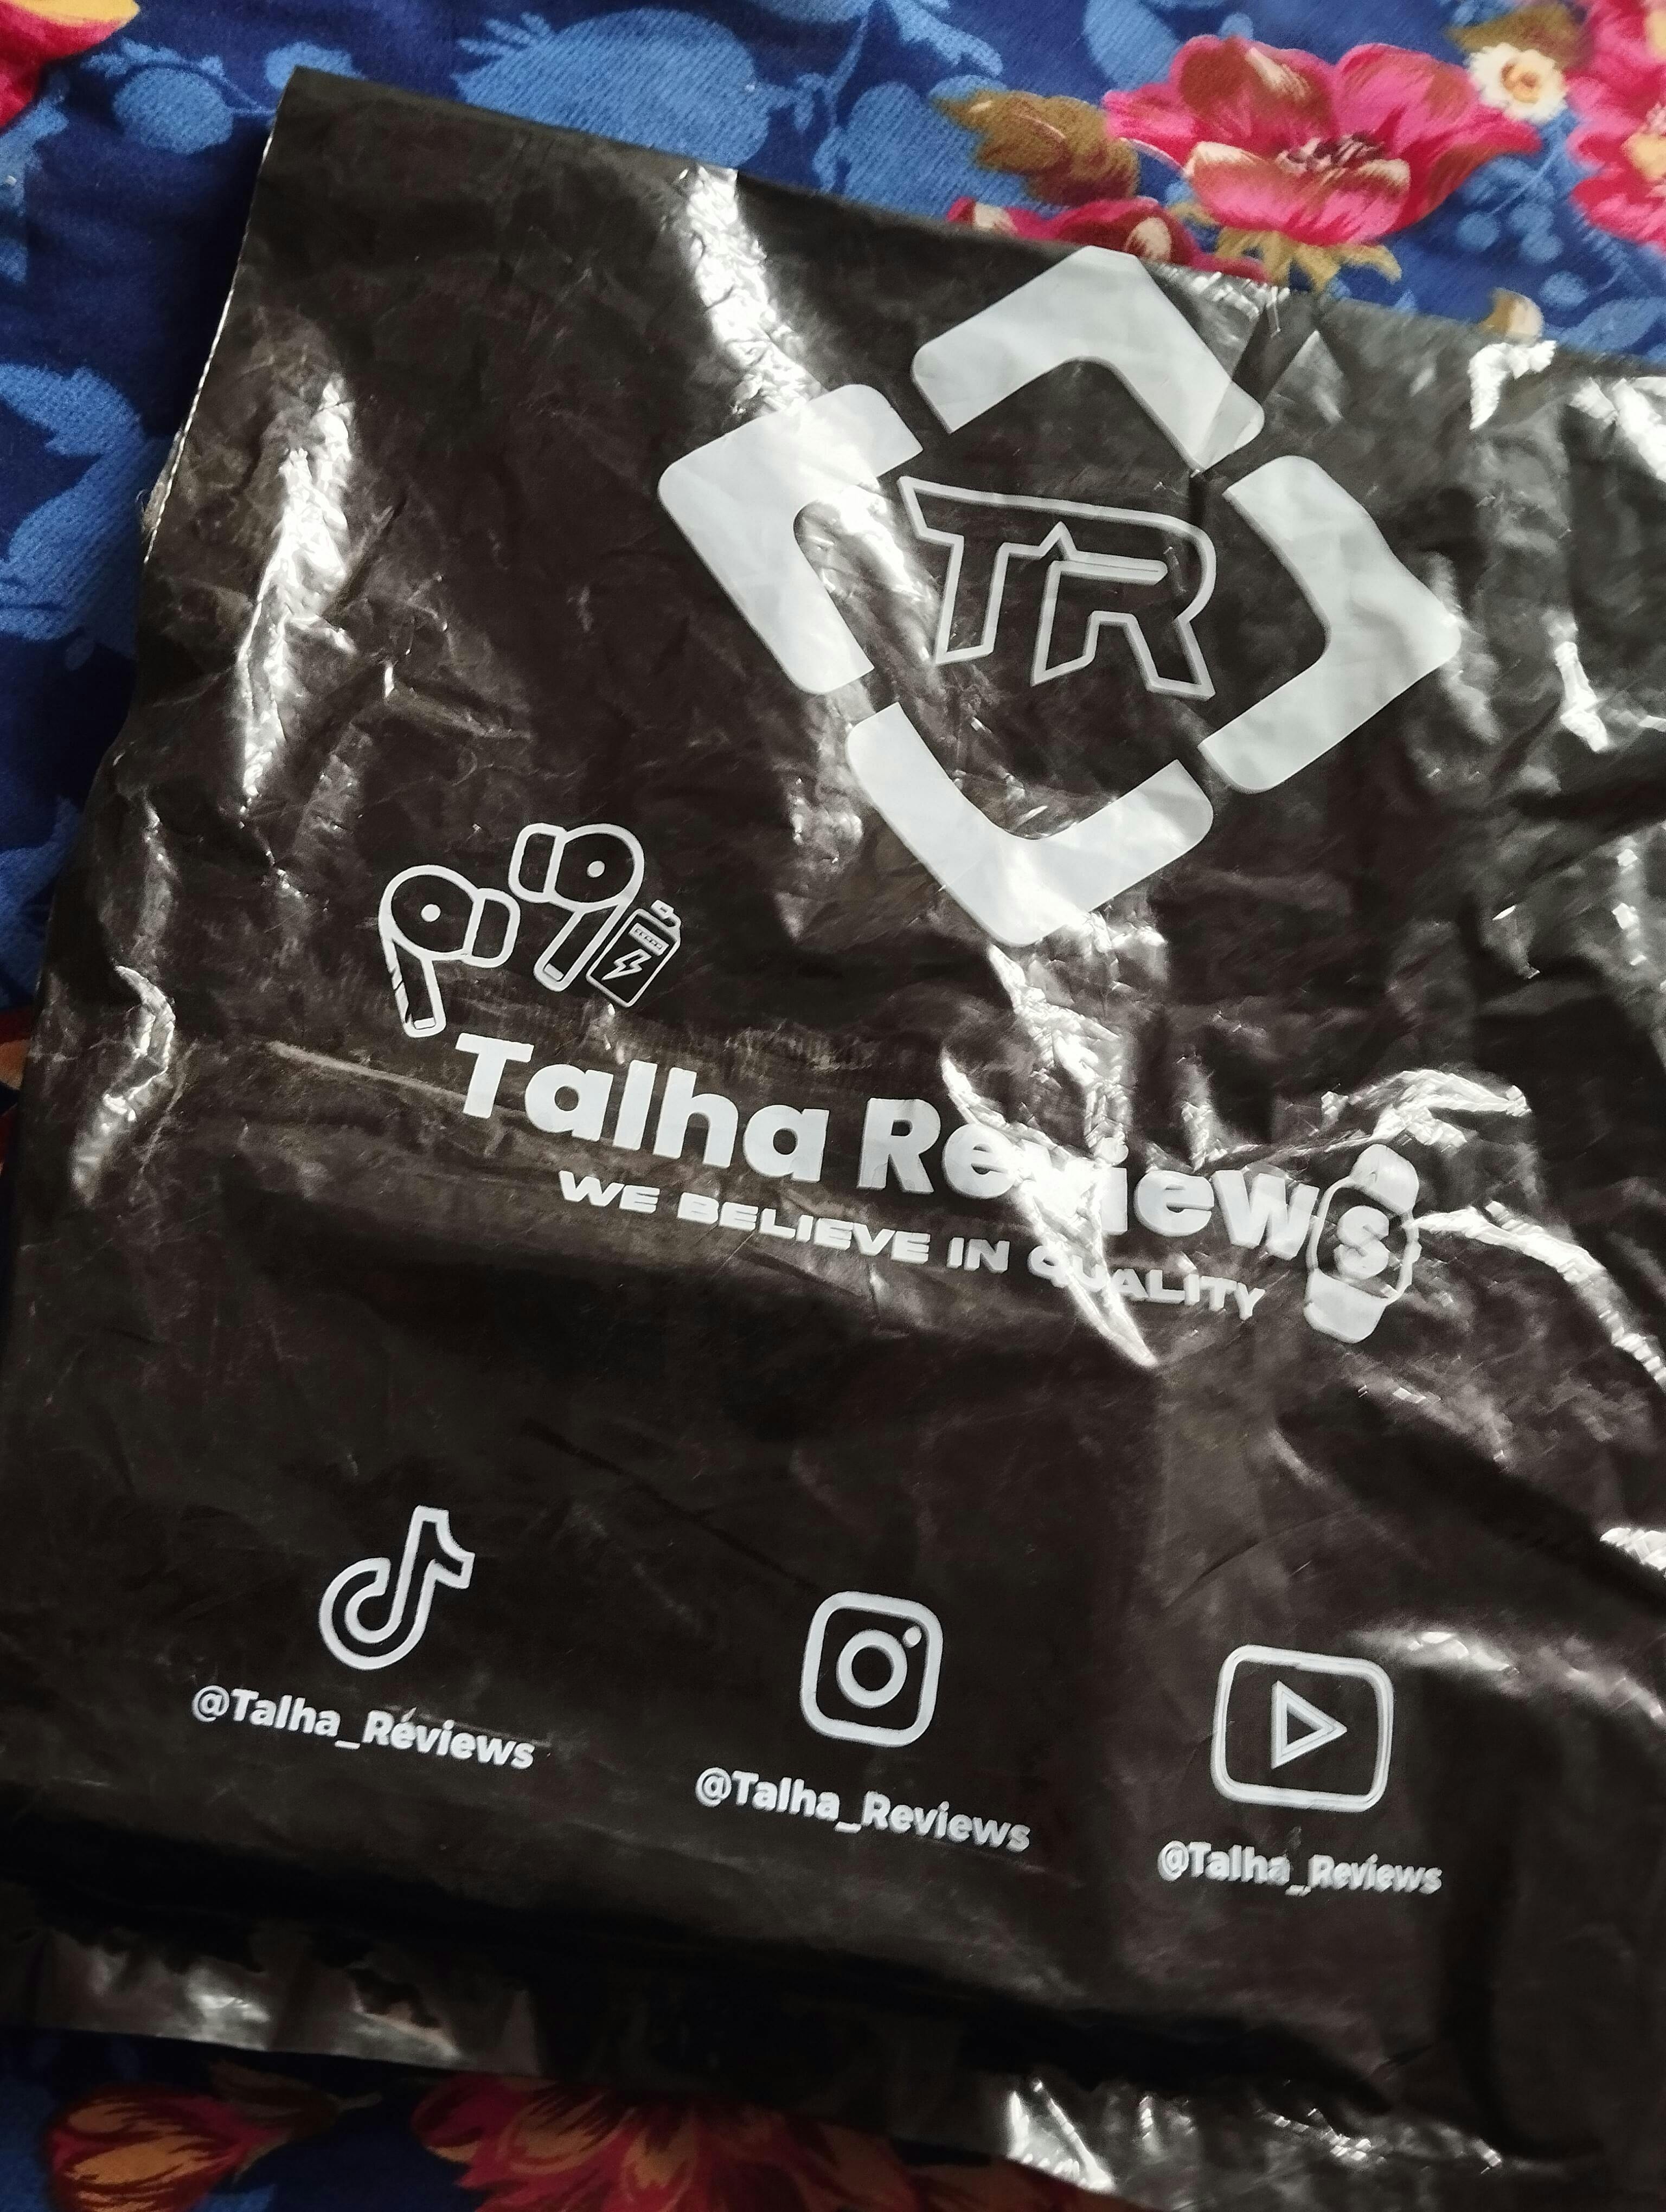 TR
Talha Reviews
WE BELIEVE IN QUALITY
@Talha_Reviews
@Talha_Reviews
@Talha_Reviews